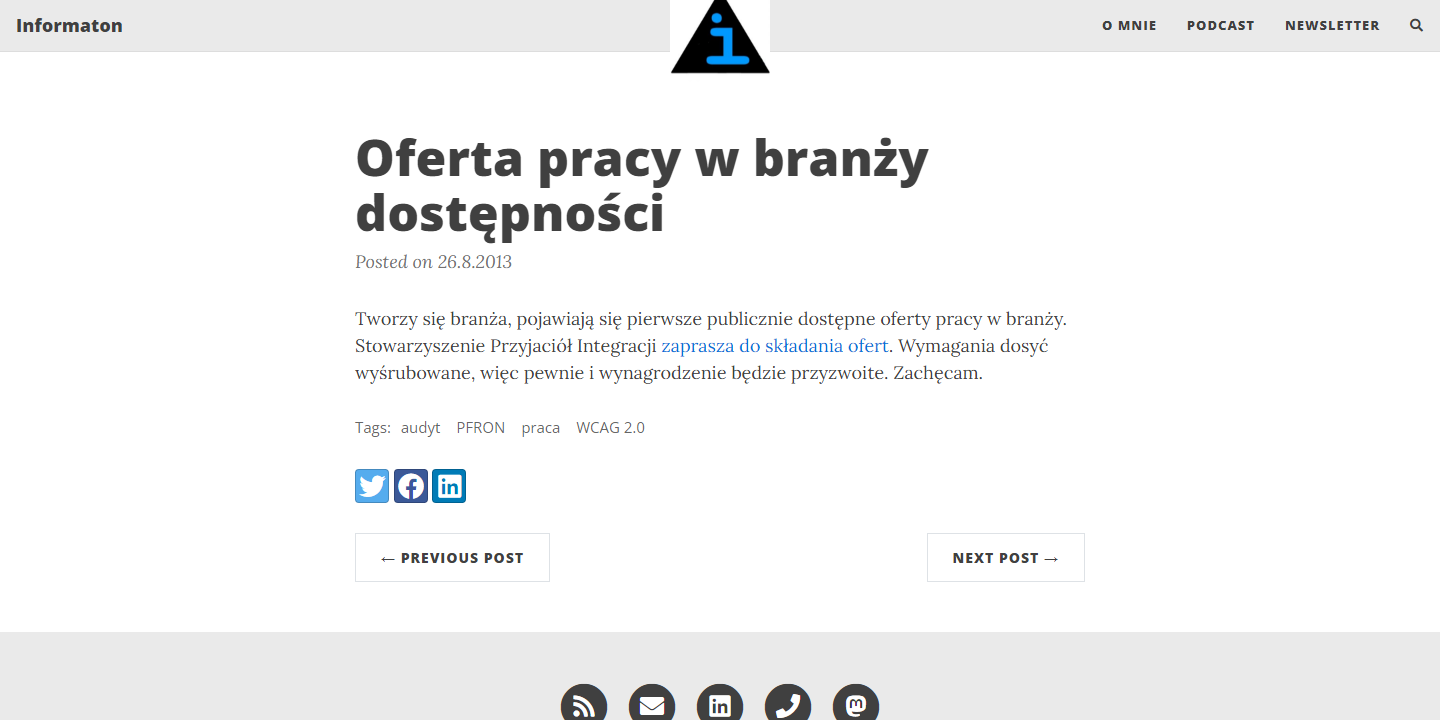 Informaton
i
O MNIE
PODCAST
NEWSLETTER
Oferta pracy w branży
dostępności
Posted on 26.8.2013
Tworzy się branża, pojawiają się pierwsze publicznie dostępne oferty pracy w branży.
Stowarzyszenie Przyjaciół Integracji zaprasza do składania ofert. Wymagania dosyć
wyśrubowane, więc pewnie i wynagrodzenie będzie przyzwoite. Zachęcam.
Tags: audyt PFRON praca WCAG 2.0
← PREVIOUS POST
NEXT POST →